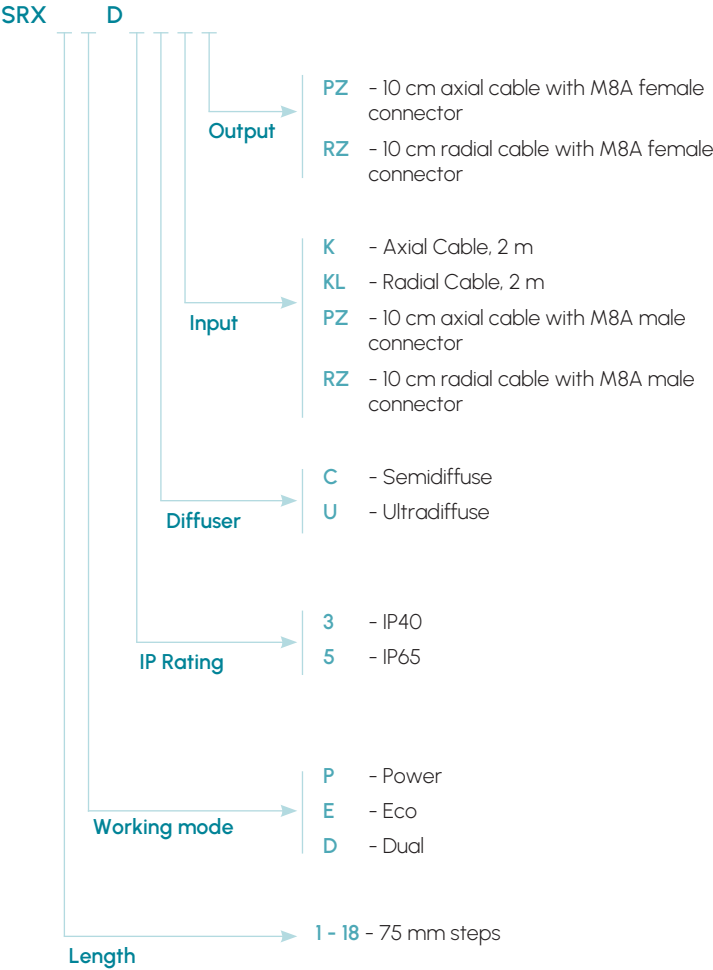 SRX D
PZ - 10 cm axial cable with M8A female
connector
Output
RZ - 10 cm radial cable with M8A female
connector
K - Axial Cable, 2 m
KL - Radial Cable, 2 m
Input
PZ - 10 cm axial cable with M8A male
connector
RZ - 10 cm radial cable with M8A male
connector
C - Semidiffuse
U - Ultradiffuse
Diffuser
3 - IP40
5 - IP65
IP Rating
P - Power
E - Eco
Working mode
D - Dual
1 - 18 - 75 mm steps
Length